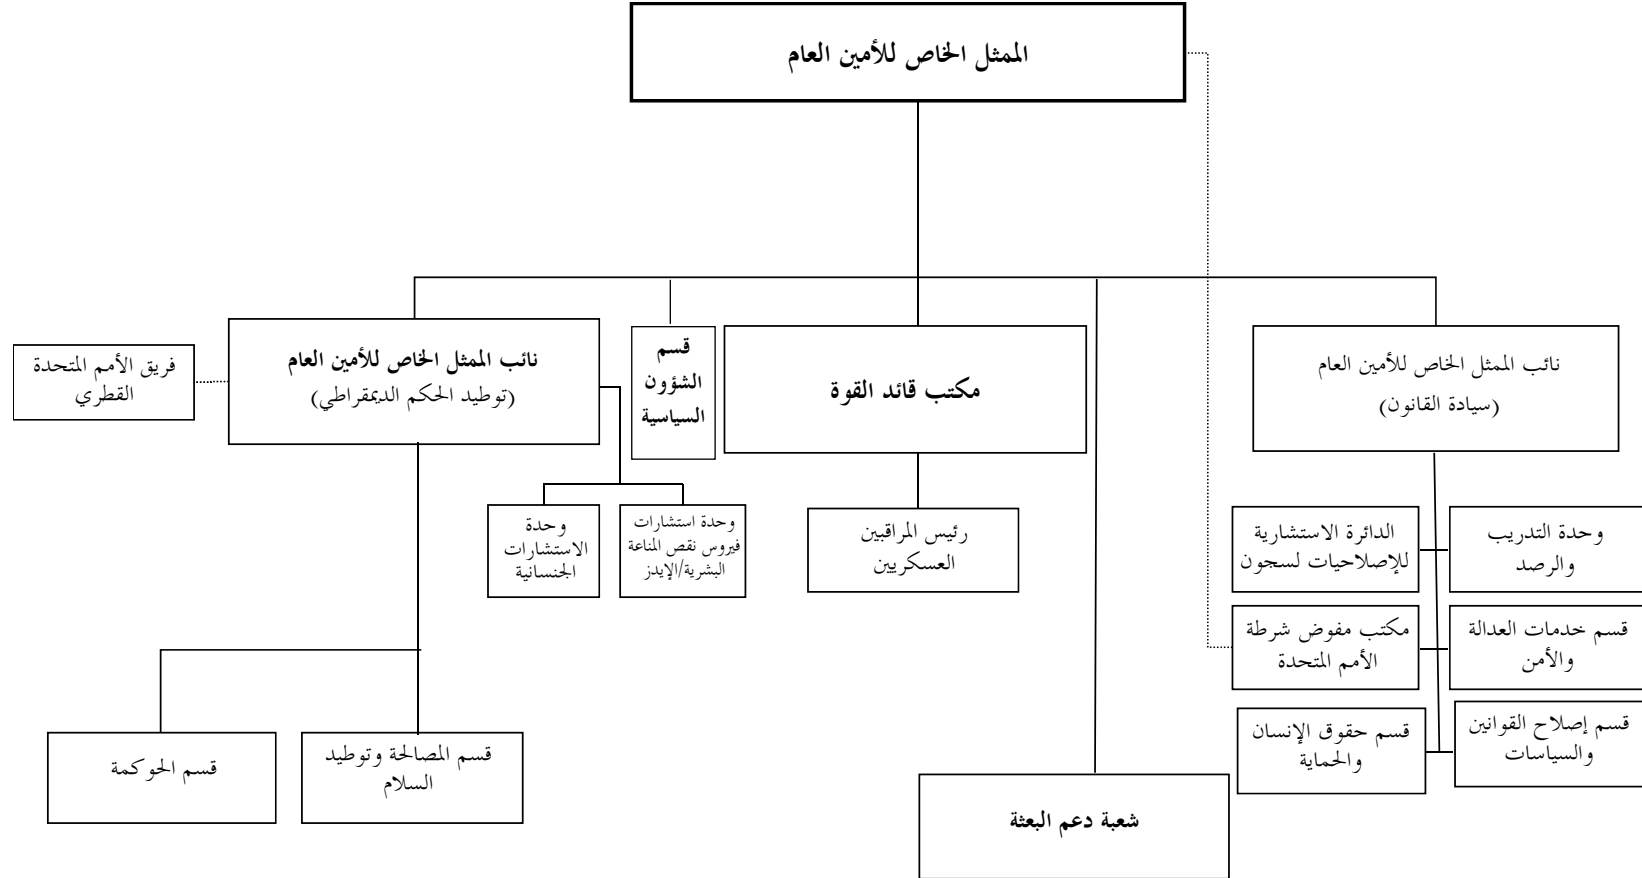 الممثل الخاص للأمين العام
نائب الممثل الخاص للأمين العام
(سيادة القانون)
مكتب قائد القوة
قسم
الشؤون
السياسية
نائب الممثل الخاص للأمين العام
(توطيد الحكم الديمقراطي)
فريق الأمم المتحدة
القطري
وحدة التدريب
والرصد
الدائرة الاستشارية
للإصلاحيات لسجون
رئيس المراقبين
العسكريين
وحدة استشارات
فيروس نقص المناعة
البشرية/الإيدز
وحدة
الاستشارات
الجنسانية
قسم خدمات العدالة
والأمن
مكتب مفوض شرطة
الأمم المتحدة
قسم إصلاح القوانين
والسياسات
قسم حقوق الإنسان
والحماية
قسم المصالحة وتوطيد
السلام
قسم الحوكمة
شعبة دعم البعثة